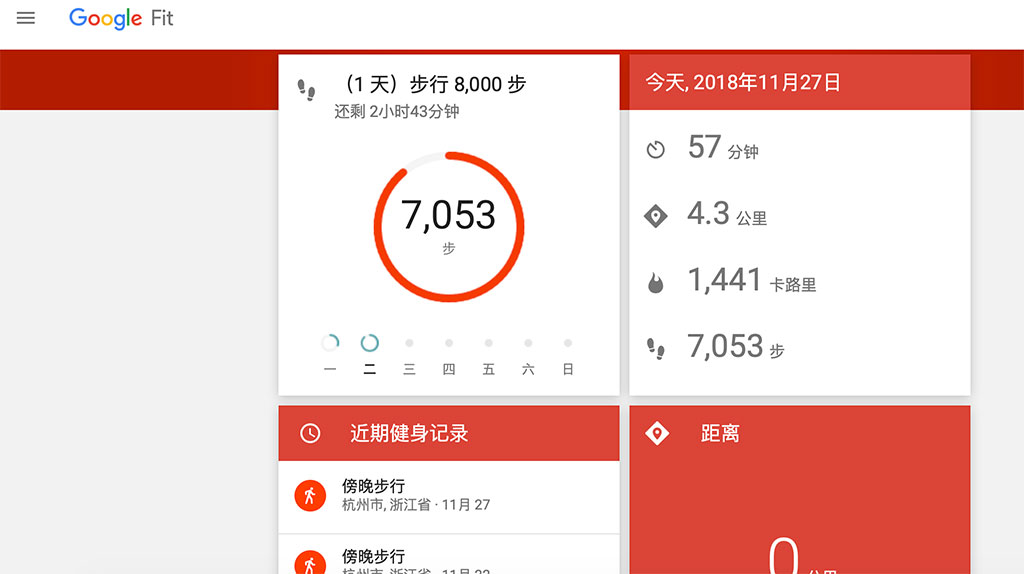 Google Fit
（1 天）步行 8,000 步
还剩 2小时43分钟
7,053
步
一 二 三 四 五 六 日
今天, 2018年11月27日
57 分钟
4.3 公里
1,441 卡路里
7,053 步
近期健身记录
傍晚步行
杭州市, 浙江省 · 11月 27
傍晚步行
距离
0